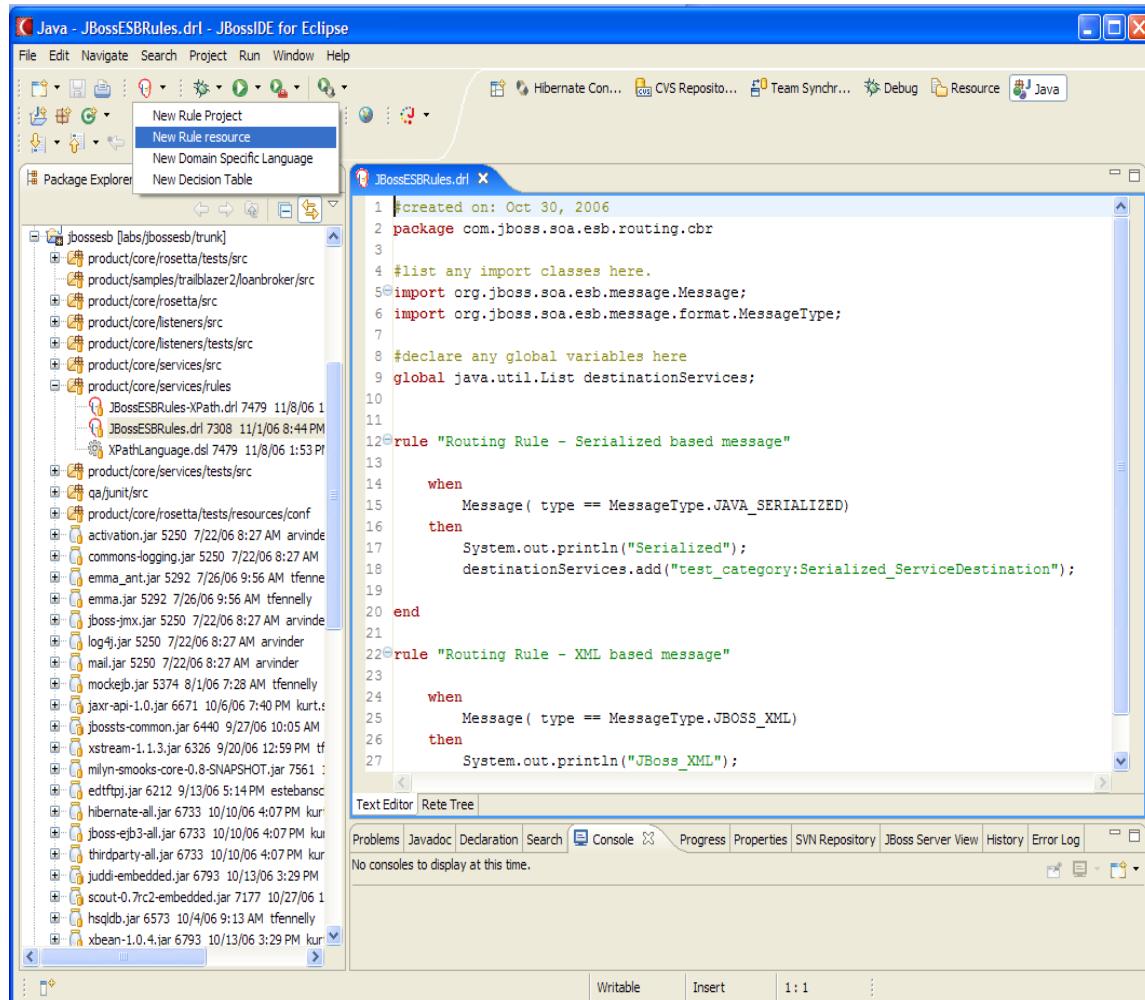 Java - JBossESBRules.drl - JBossIDE for Eclipse
File Edit Navigate Search Project Run Window Help
Hibernate Con... CVS Reposito... Team Synchr... Debug Resource Java
New Rule Project
New Rule resource
New Domain Specific Language
New Decision Table
Package Explorer
jbossesb [labs/jbossesb/trunk]
product/core/rosetta/tests/src
product/samples/trailblazer2/loanbroker/src
product/core/rosetta/src
product/core/listeners/src
product/core/listeners/tests/src
product/core/services/src
product/core/services/rules
JBossESBRules-XPath.drl 7479 11/8/06 1
JBossESBRules.drl 7308 11/1/06 8:44 PM
XPathLanguage.dsl 7479 11/8/06 1:53 PM
product/core/services/tests/src
qa/junit/src
product/core/rosetta/tests/resources/conf
activation.jar 5250 7/22/06 8:27 AM arvinde
commons-logging.jar 5250 7/22/06 8:27 AM
emma_ant.jar 5292 7/26/06 9:56 AM tfenne
emma.jar 5292 7/26/06 9:56 AM tfennelly
jboss-jmx.jar 5250 7/22/06 8:27 AM arvinde
log4j.jar 5250 7/22/06 8:27 AM arvinder
mail.jar 5250 7/22/06 8:27 AM arvinder
mockejb.jar 5374 8/1/06 7:28 AM tfennelly
jaxr-api-1.0.jar 6671 10/6/06 7:40 PM kurt.s
jbossts-common.jar 6440 9/27/06 10:05 AM
xstream-1.1.3.jar 6326 9/20/06 12:59 PM tf
milyn-smooks-core-0.8-SNAPSHOT.jar 7561
edtftpj.jar 6212 9/13/06 5:14 PM estebansc
hibernate-all.jar 6733 10/10/06 4:07 PM kur
jboss-ejb3-all.jar 6733 10/10/06 4:07 PM kur
thirdparty-all.jar 6733 10/10/06 4:07 PM kur
juddi-embedded.jar 6793 10/13/06 3:29 PM
scout-0.7rc2-embedded.jar 7177 10/27/06 1
hsqldb.jar 6573 10/4/06 9:13 AM tfennelly
xbean-1.0.4.jar 6793 10/13/06 3:29 PM kur
JBossESBRules.drl
1 #created on: Oct 30, 2006
2 package com.jboss.soa.esb.routing.cbr
3
4 #list any import classes here.
5 import org.jboss.soa.esb.message.Message;
6 import org.jboss.soa.esb.message.format.MessageType;
7
8 #declare any global variables here
9 global java.util.List destinationServices;
10
11
12 rule "Routing Rule - Serialized based message"
13
14 when
15 Message( type == MessageType.JAVA_SERIALIZED)
16 then
17 System.out.println("Serialized");
18 destinationServices.add("test_category:Serialized_ServiceDestination");
19
20 end
21
22 rule "Routing Rule - XML based message"
23
24 when
25 Message( type == MessageType.JBOSS_XML)
26 then
27 System.out.println("JBoss_XML");
Text Editor Rete Tree
Problems Javadoc Declaration Search Console Progress Properties SVN Repository JBoss Server View History Error Log
No consoles to display at this time.
Writable Insert 1 : 1